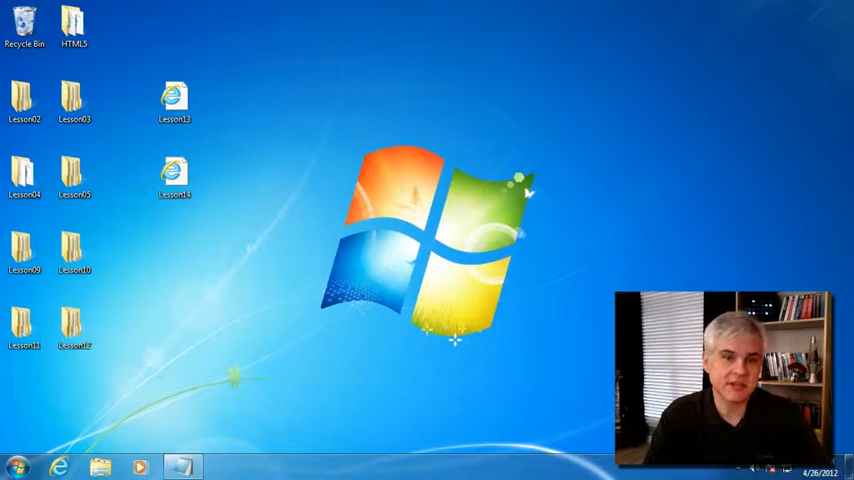 Recycle Bin HTML5
Lesson02 Lesson03 Lesson13
Lesson04 Lesson05 Lesson14
Lesson09 Lesson10
Lesson11 Lesson12
4/26/2012